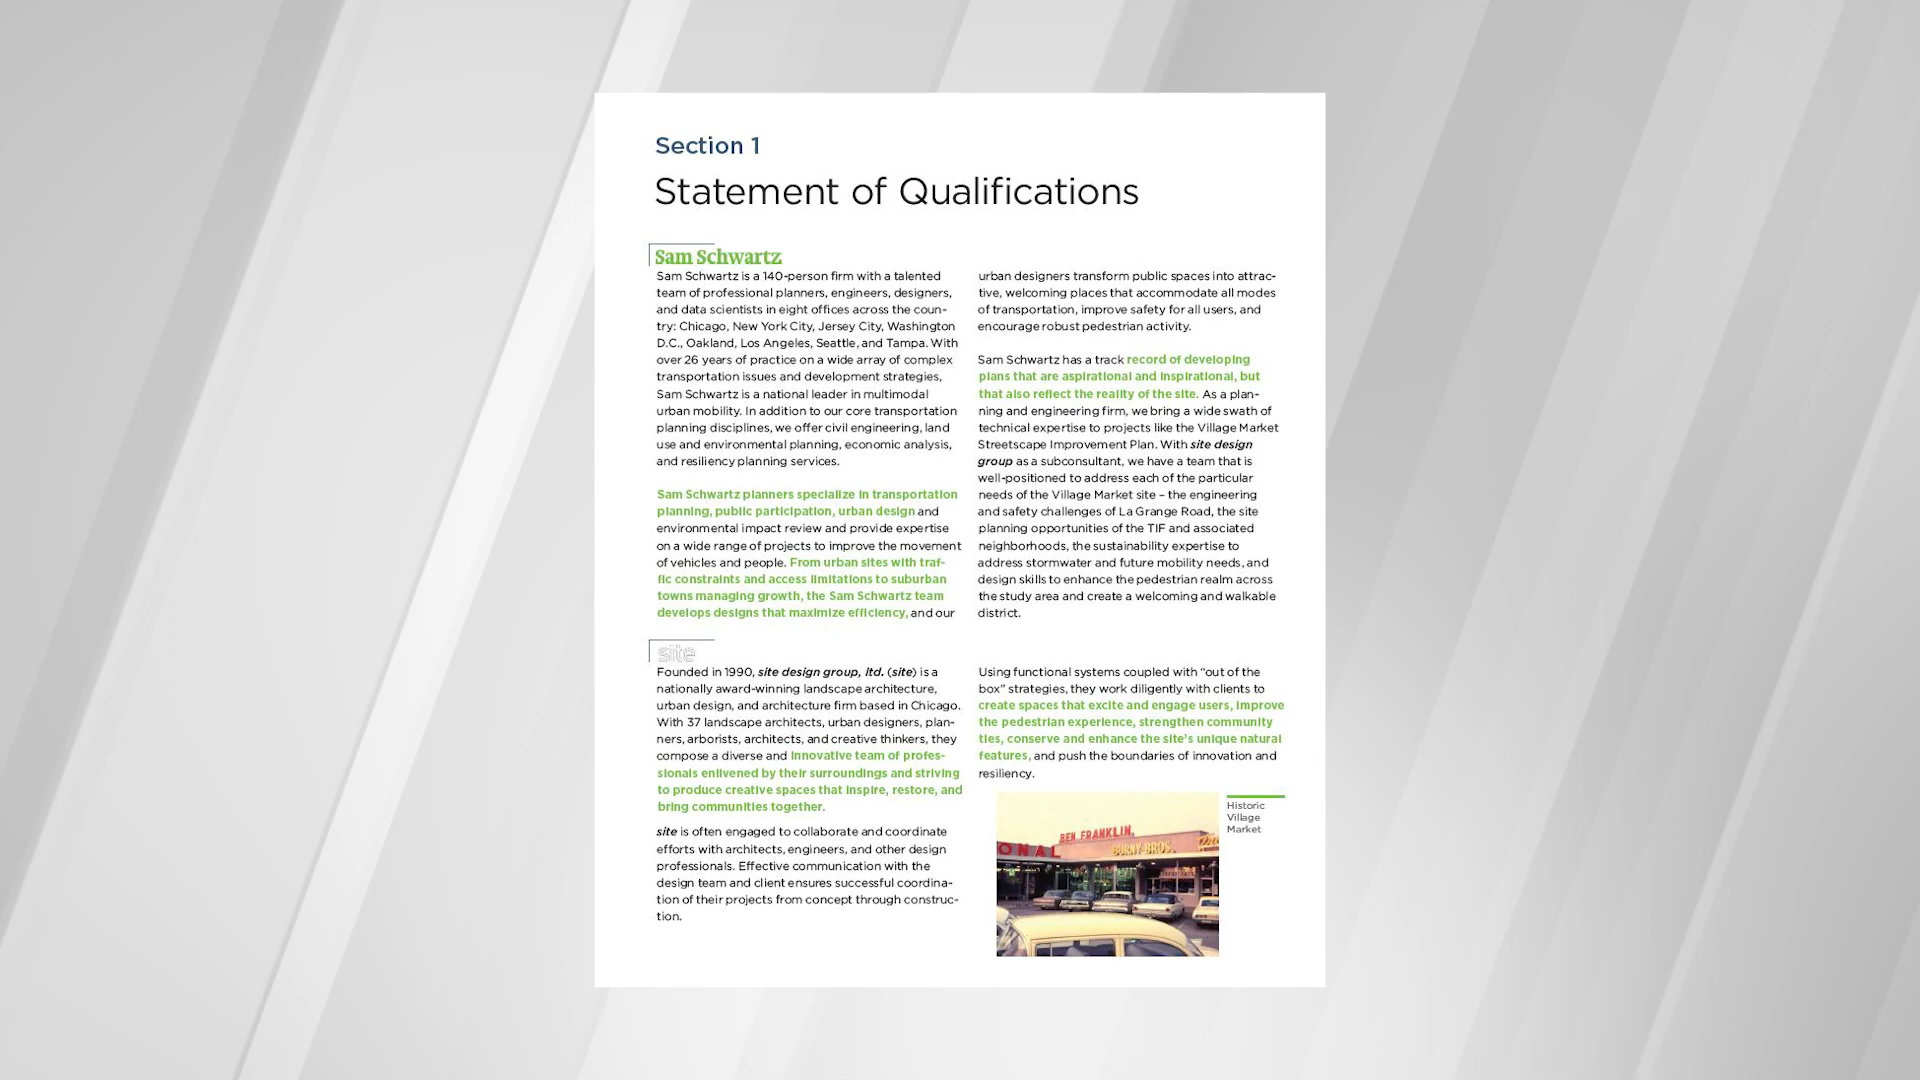 Section 1
Statement of Qualifications
Sam Schwartz
Sam Schwartz is a 140-person firm with a talented
team of professional planners, engineers, designers,
and data scientists in eight offices across the coun-
try: Chicago, New York City, Jersey City, Washington
D.C., Oakland, Los Angeles, Seattle, and Tampa. With
over 26 years of practice on a wide array of complex
transportation issues and development strategies,
Sam Schwartz is a national leader in multimodal
urban mobility. In addition to our core transportation
planning disciplines, we offer civil engineering, land
use and environmental planning, economic analysis,
and resiliency planning services.
Sam Schwartz planners specialize in transportation
planning, public participation, urban design and
environmental impact review and provide expertise
on a wide range of projects to improve the movement
of vehicles and people. From urban sites with traf-
fic constraints and access limitations to suburban
towns managing growth, the Sam Schwartz team
develops designs that maximize efficiency, and our
urban designers transform public spaces into attrac-
tive, welcoming places that accommodate all modes
of transportation, improve safety for all users, and
encourage robust pedestrian activity.
Sam Schwartz has a track record of developing
plans that are aspirational and inspirational, but
that also reflect the reality of the site. As a plan-
ning and engineering firm, we bring a wide swath of
technical expertise to projects like the Village Market
Streetscape Improvement Plan. With site design
group as a subconsultant, we have a team that is
well-positioned to address each of the particular
needs of the Village Market site – the engineering
and safety challenges of La Grange Road, the site
planning opportunities of the TIF and associated
neighborhoods, the sustainability expertise to
address stormwater and future mobility needs, and
design skills to enhance the pedestrian realm across
the study area and create a welcoming and walkable
district.
site
Founded in 1990, site design group, ltd. (site) is a
nationally award-winning landscape architecture,
urban design, and architecture firm based in Chicago.
With 37 landscape architects, urban designers, plan-
ners, arborists, architects, and creative thinkers, they
compose a diverse and innovative team of profes-
sionals enlivened by their surroundings and striving
to produce creative spaces that inspire, restore, and
bring communities together.
site is often engaged to collaborate and coordinate
efforts with architects, engineers, and other design
professionals. Effective communication with the
design team and client ensures successful coordina-
tion of their projects from concept through construc-
tion.
Using functional systems coupled with “out of the
box” strategies, they work diligently with clients to
create spaces that excite and engage users, improve
the pedestrian experience, strengthen community
ties, conserve and enhance the site's unique natural
features, and push the boundaries of innovation and
resiliency.
ONAL
BEN FRANKLIN.
BURNY BROS.
Historic
Village
Market